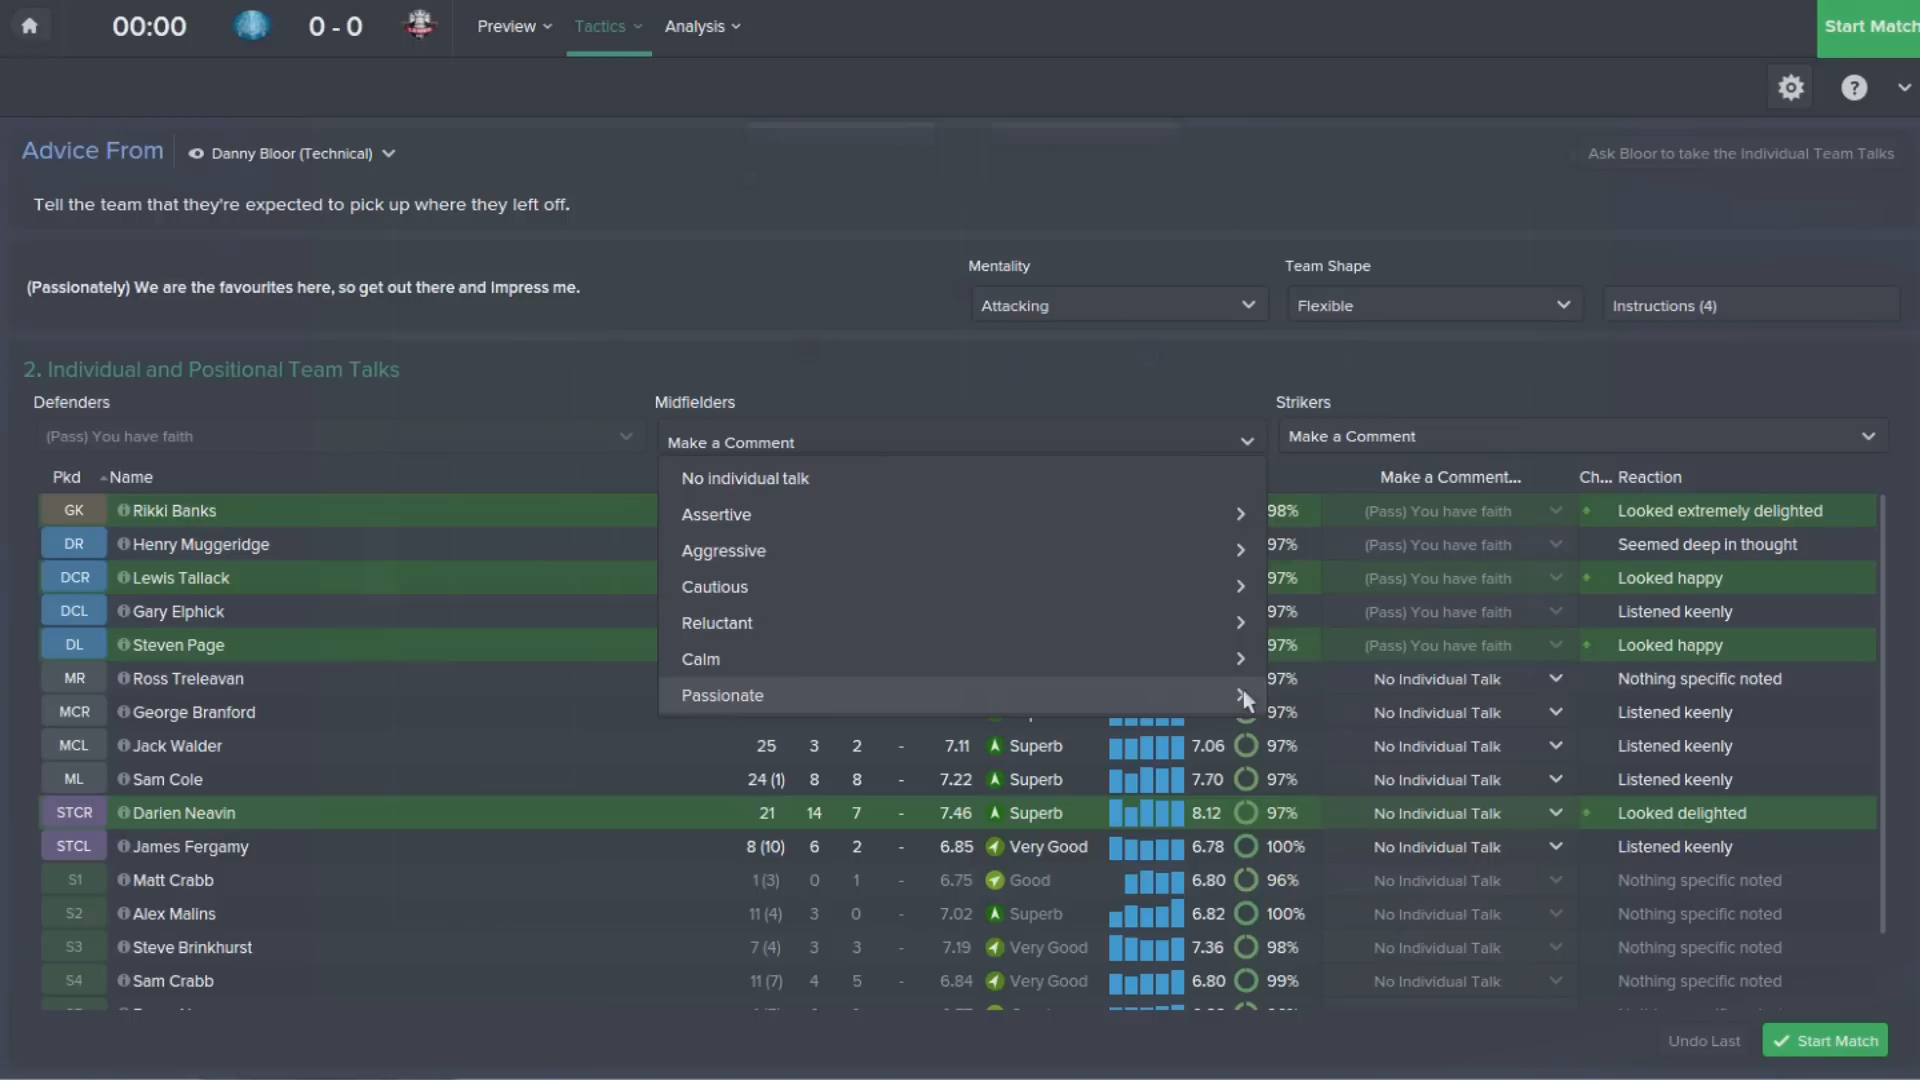 00:00 0 - 0 Preview Tactics Analysis Start Match
?
Advice From Danny Bloor (Technical) Ask Bloor to take the Individual Team Talks
Tell the team that they're expected to pick up where they left off.
Mentality Team Shape
(Passionately) We are the favourites here, so get out there and impress me.
Attacking Flexible Instructions (4)
2. Individual and Positional Team Talks
Defenders Midfielders Strikers
(Pass) You have faith Make a Comment Make a Comment
Pkd Name No individual talk Make a Comment... Ch... Reaction
GK Rikki Banks Assertive 98% (Pass) You have faith Looked extremely delighted
DR Henry Muggeridge Aggressive 97% (Pass) You have faith Seemed deep in thought
DCR Lewis Tallack Cautious 97% (Pass) You have faith Looked happy
DCL Gary Elphick Reluctant 97% (Pass) You have faith Listened keenly
DL Steven Page Calm 97% (Pass) You have faith Looked happy
MR Ross Treleavan Passionate 97% No Individual Talk Nothing specific noted
MCR George Branford 97% No Individual Talk Listened keenly
MCL Jack Walder 25 3 2 - 7.11 Superb 7.06 97% No Individual Talk Listened keenly
ML Sam Cole 24 (1) 8 8 - 7.22 Superb 7.70 97% No Individual Talk Listened keenly
STCR Darien Neavin 21 14 7 - 7.46 Superb 8.12 97% No Individual Talk Looked delighted
STCL James Fergamy 8 (10) 6 2 - 6.85 Very Good 6.78 100% No Individual Talk Listened keenly
S1 Matt Crabb 1 (3) 0 1 - 6.75 Good 6.80 96% No Individual Talk Nothing specific noted
S2 Alex Malins 11 (4) 3 0 - 7.02 Superb 6.82 100% No Individual Talk Nothing specific noted
S3 Steve Brinkhurst 7 (4) 3 3 - 7.19 Very Good 7.36 98% No Individual Talk Nothing specific noted
S4 Sam Crabb 11 (7) 4 5 - 6.84 Very Good 6.80 99% No Individual Talk Nothing specific noted
Undo Last Start Match